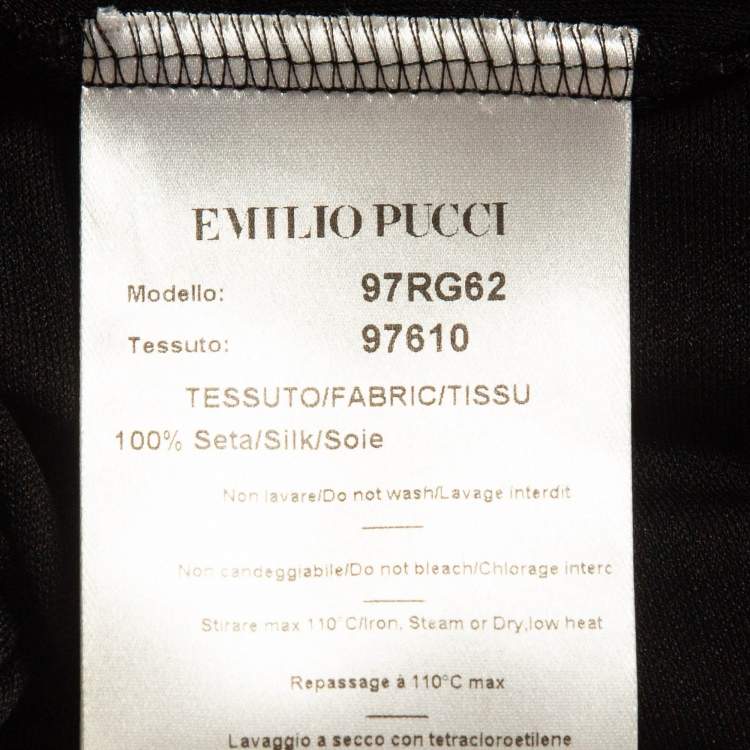 EMILIO PUCCI
Modello: 97RG62
Tessuto: 97610
TESSUTO/FABRIC/TISSU
100% Seta/Silk/Soie
Non lavare/Do not wash/Lavage interdit
Non candeggiabile/Do not bleach/Chlorage interc
Stirare max 110°C/Iron, Steam or Dry,low heat
Repassage à 110°C max
Lavaggio a secco con tetracloroetilene